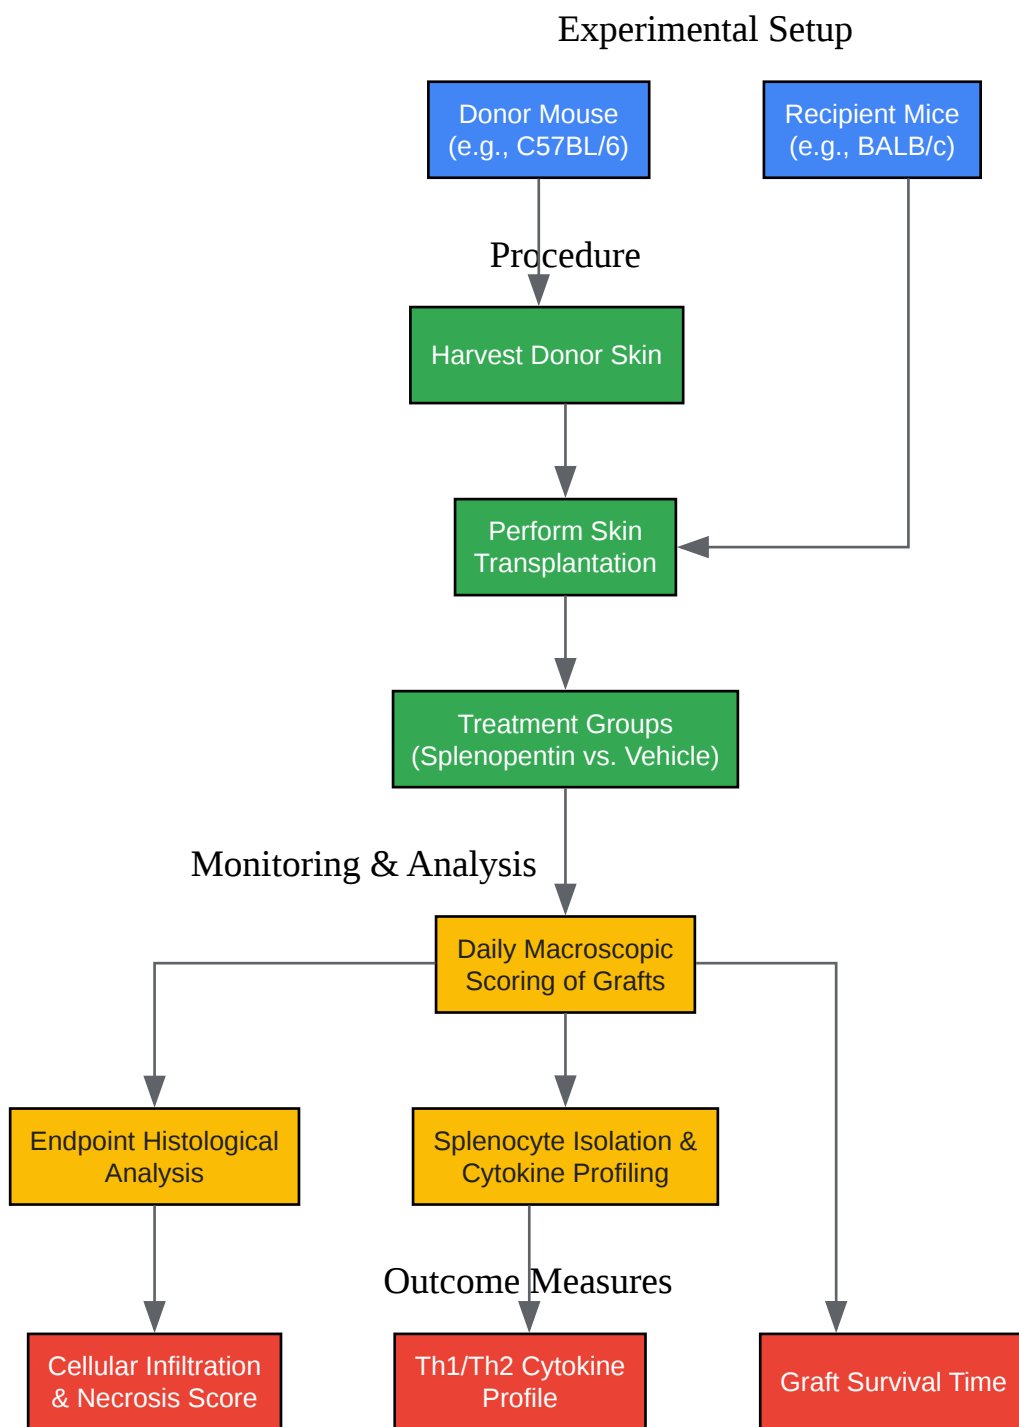 Experimental Setup
Donor Mouse
(e.g., C57BL/6)
Recipient Mice
(e.g., BALB/c)
Procedure
Harvest Donor Skin
Perform Skin
Transplantation
Treatment Groups
(Splenopentin vs. Vehicle)
Monitoring & Analysis
Daily Macroscopic
Scoring of Grafts
Endpoint Histological
Analysis
Splenocyte Isolation &
Cytokine Profiling
Outcome Measures
Cellular Infiltration
& Necrosis Score
Th1/Th2 Cytokine
Profile
Graft Survival Time